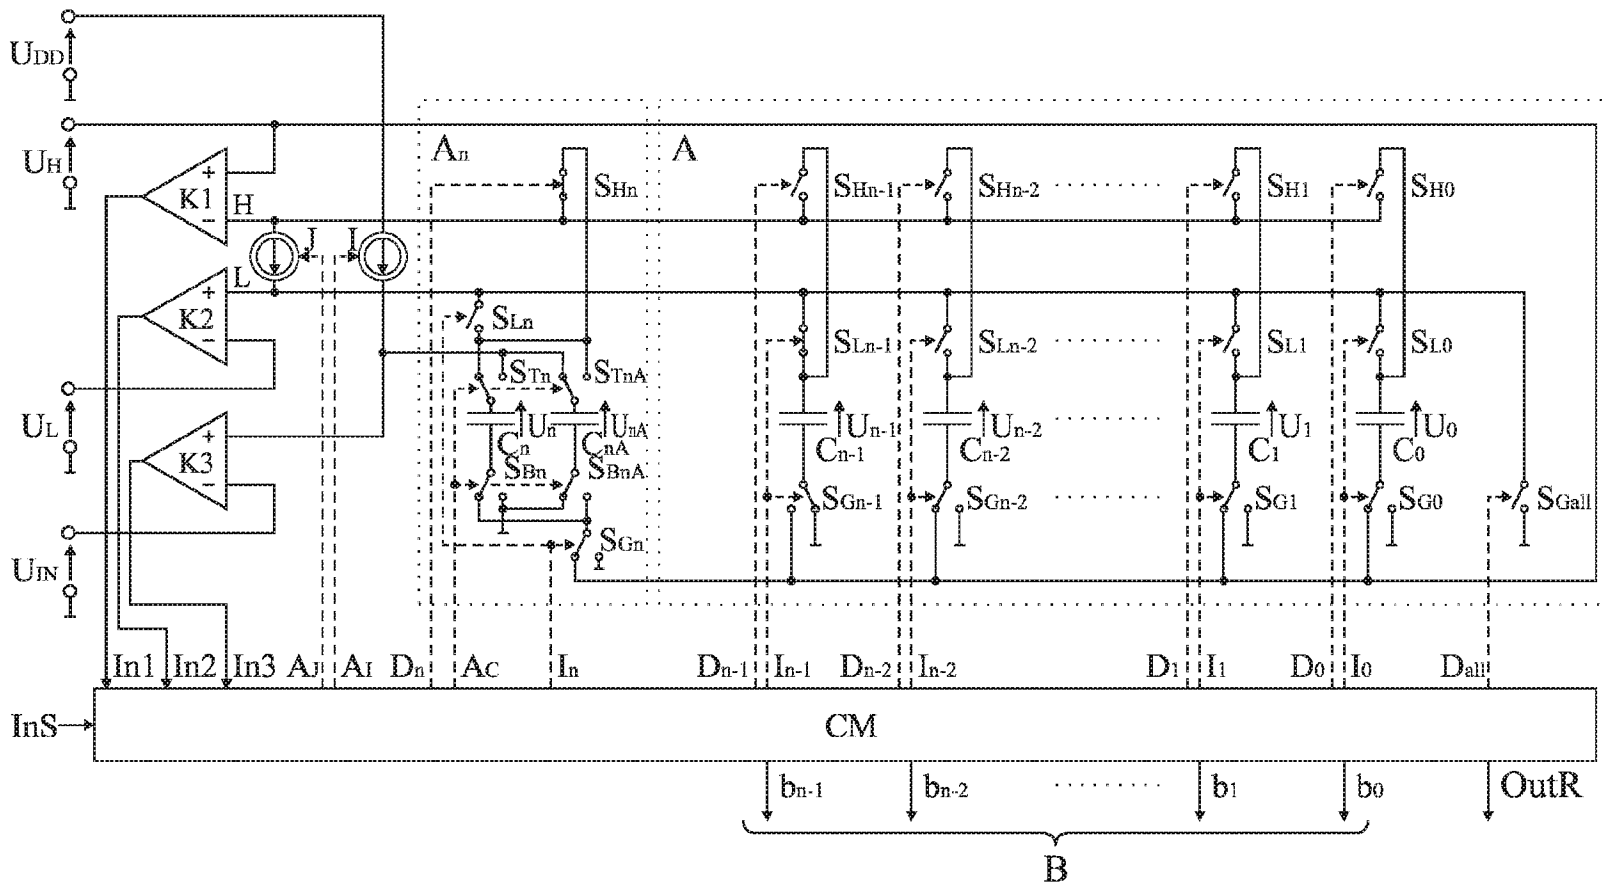 UDD
UH
UL
UIN
K1
K2
K3
H
L
J
I
An
A
SHn
SHn-1
SHn-2
SH1
SH0
SLn
SLn-1
SLn-2
SL1
SL0
STn
STnA
Un
UnA
Un-1
Un-2
U1
U0
Cn
CnA
Cn-1
Cn-2
C1
C0
SBn
SBnA
SGn
SGn-1
SGn-2
SG1
SG0
SGall
In1 In2 In3 AJ AI Dn AC In Dn-1 In-1 Dn-2 In-2 D1 I1 D0 I0 Dall
InS
CM
bn-1 bn-2 b1 b0 OutR
B